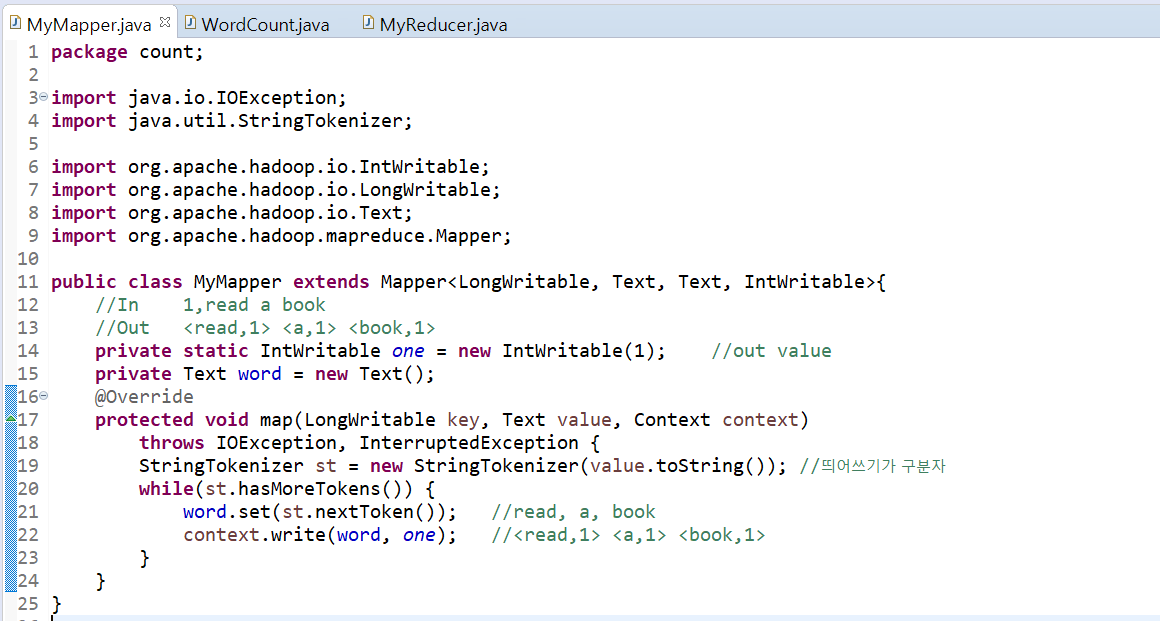 MyMapper.java WordCount.java MyReducer.java
1 package count;
2
3 import java.io.IOException;
4 import java.util.StringTokenizer;
5
6 import org.apache.hadoop.io.IntWritable;
7 import org.apache.hadoop.io.LongWritable;
8 import org.apache.hadoop.io.Text;
9 import org.apache.hadoop.mapreduce.Mapper;
10
11 public class MyMapper extends Mapper<LongWritable, Text, Text, IntWritable>{
12     //In    1,read a book
13     //Out   <read,1> <a,1> <book,1>
14     private static IntWritable one = new IntWritable(1);    //out value
15     private Text word = new Text();
16     @Override
17     protected void map(LongWritable key, Text value, Context context)
18         throws IOException, InterruptedException {
19         StringTokenizer st = new StringTokenizer(value.toString()); //띄어쓰기가 구분자
20         while(st.hasMoreTokens()) {
21             word.set(st.nextToken());   //read, a, book
22             context.write(word, one);   //<read,1> <a,1> <book,1>
23         }
24     }
25 }